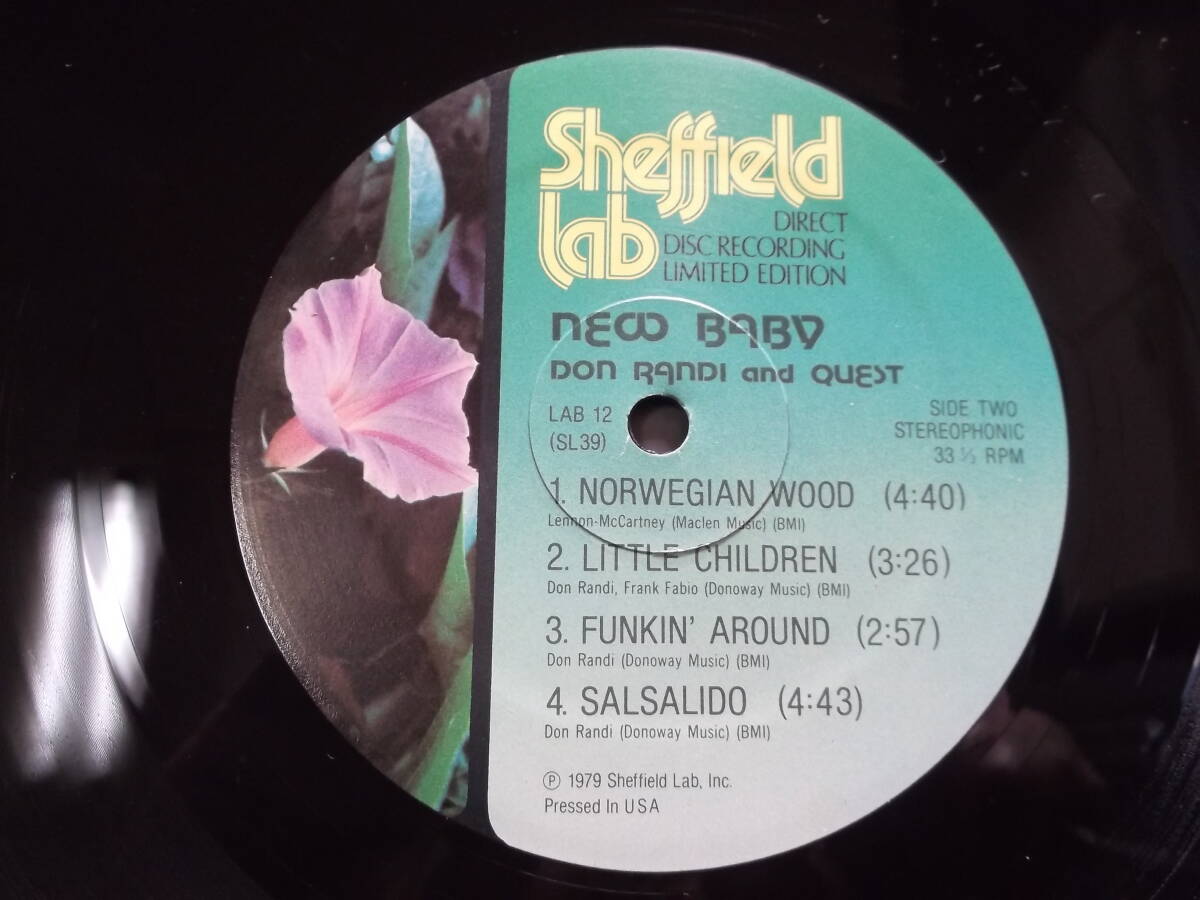 Sheffield
Lab
DIRECT
DISC RECORDING
LIMITED EDITION
NEW BABY
DON RANDI and QUEST
LAB 12
(SL39)
SIDE TWO
STEREOPHONIC
33 ⅓ RPM
1. NORWEGIAN WOOD (4:40)
Lennon-McCartney (Maclen Music) (BMI)
2. LITTLE CHILDREN (3:26)
Don Randi, Frank Fabio (Donoway Music) (BMI)
3. FUNKIN' AROUND (2:57)
Don Randi (Donoway Music) (BMI)
4. SALSALIDO (4:43)
Don Randi (Donoway Music) (BMI)
℗ 1979 Sheffield Lab, Inc.
Pressed In USA